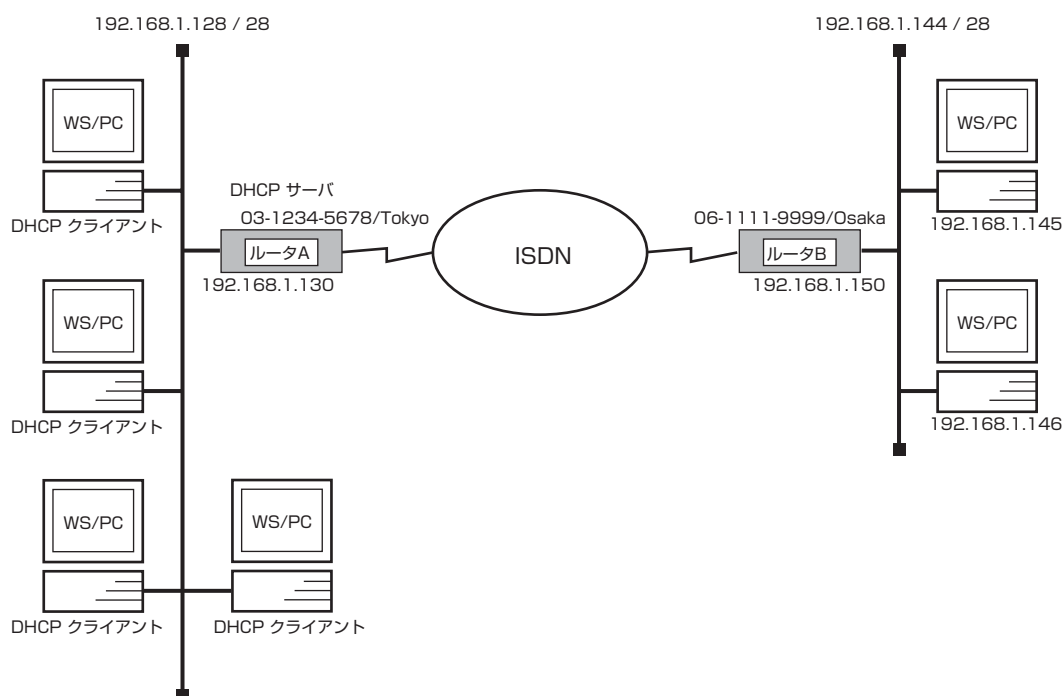 192.168.1.128 / 28
192.168.1.144 / 28
WS/PC
DHCP クライアント
DHCP サーバ
03-1234-5678/Tokyo
ルータA
192.168.1.130
ISDN
06-1111-9999/Osaka
ルータB
192.168.1.150
WS/PC
192.168.1.145
WS/PC
DHCP クライアント
WS/PC
192.168.1.146
WS/PC
DHCP クライアント
WS/PC
DHCP クライアント